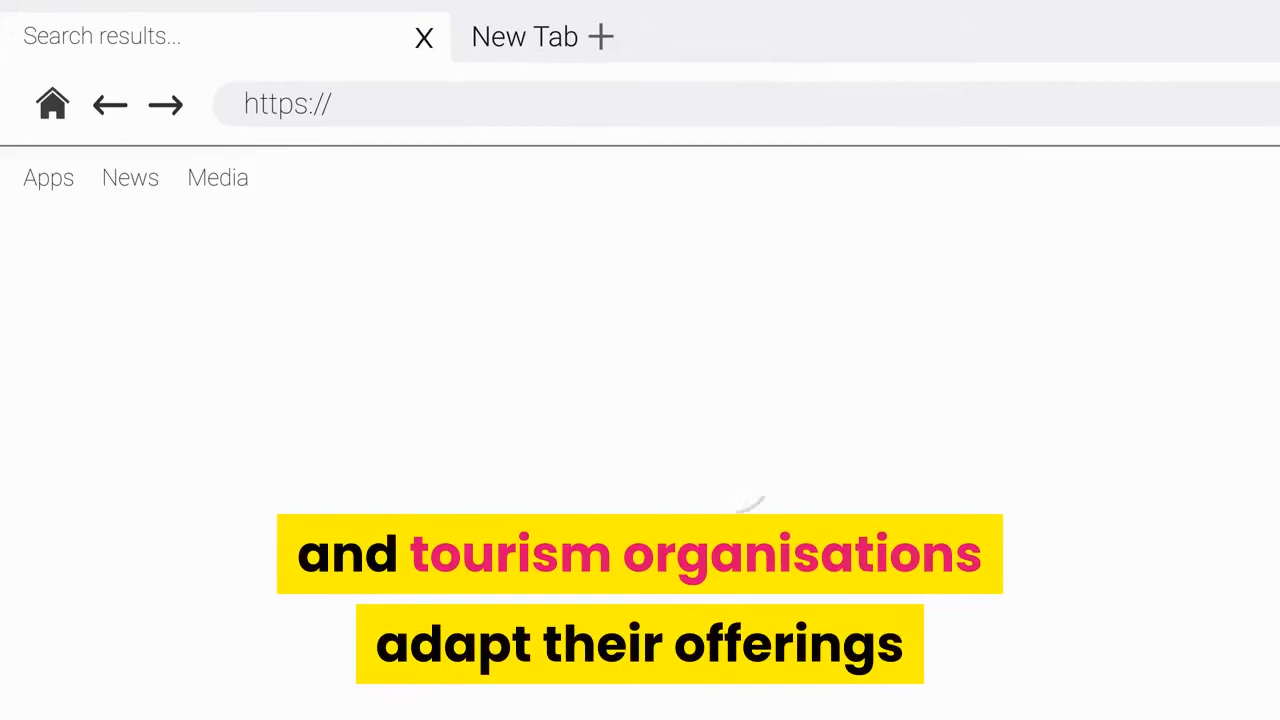 Search results... X New Tab +
https://
Apps News Media
and tourism organisations
adapt their offerings